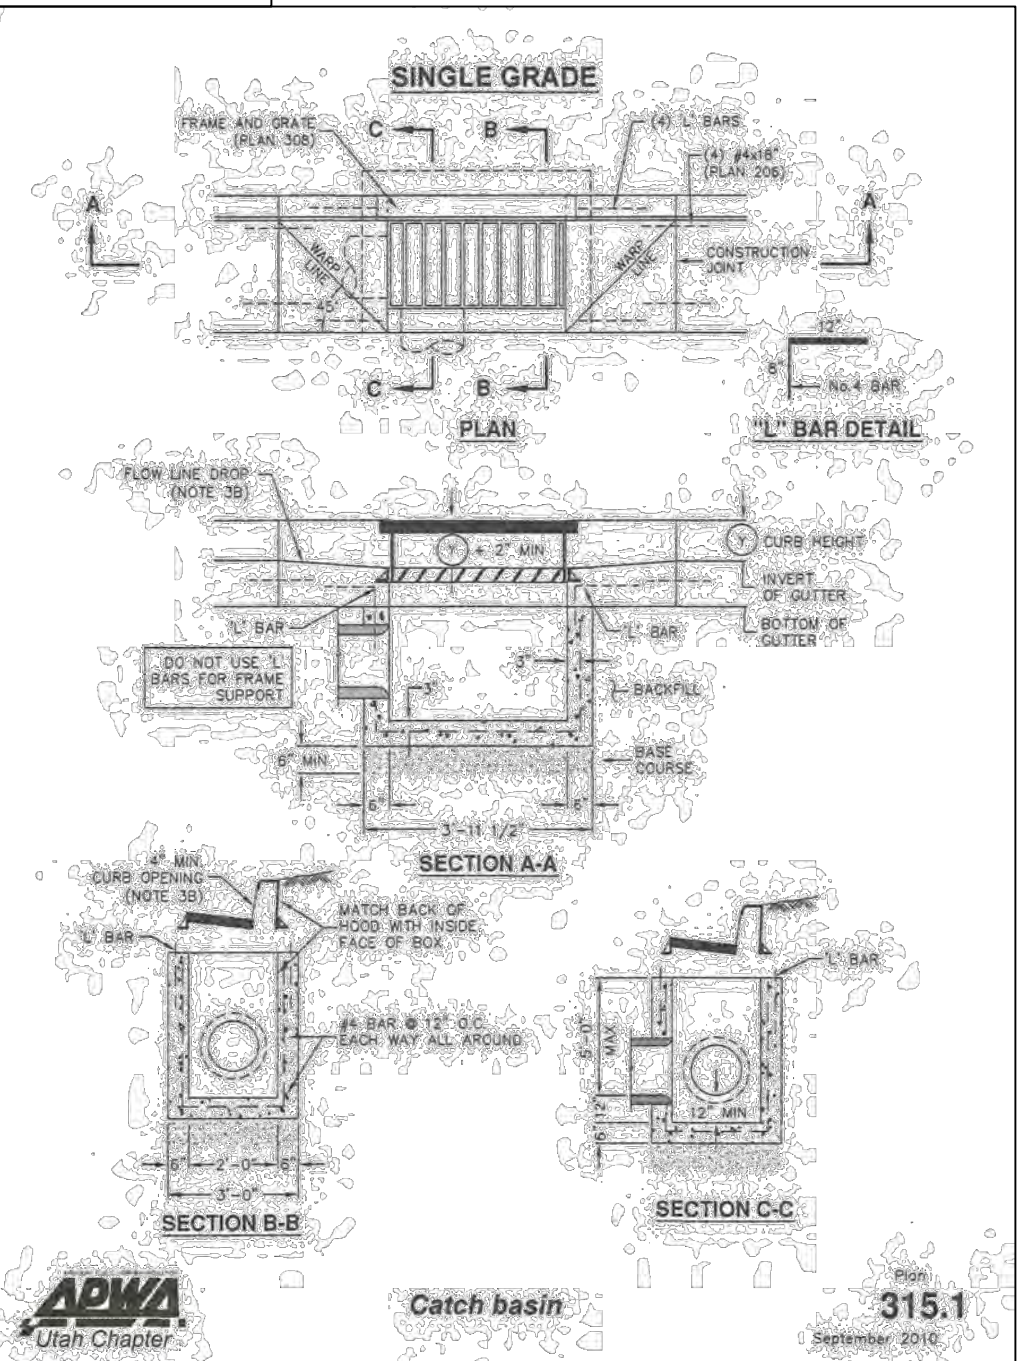 SINGLE GRADE
FRAME AND GRATE
(PLAN 308)
C
B
(4) 'L' BARS
(4) #4x18"
(PLAN 206)
A
A
WARP
LINE
WARP
LINE
CONSTRUCTION
JOINT
45°
C
B
PLAN
12"
8"
No.4 BAR
"L" BAR DETAIL
FLOW LINE DROP
(NOTE 3B)
Y + 2" MIN
Y CURB HEIGHT
INVERT
OF GUTTER
'L' BAR
'L' BAR
BOTTOM OF
GUTTER
DO NOT USE 'L'
BARS FOR FRAME
SUPPORT
3"
3"
BACKFILL
6" MIN
BASE
COURSE
6"
6"
3'-11 1/2"
SECTION A-A
4" MIN
CURB OPENING
(NOTE 3B)
'L' BAR
MATCH BACK OF
HOOD WITH INSIDE
FACE OF BOX
#4 BAR @ 12" O.C.
EACH WAY ALL AROUND
6"
2'-0"
6"
3'-0"
SECTION B-B
'L' BAR
5'-0"
MAX
12"
6"
12" MIN
SECTION C-C
APWA
Utah Chapter
Catch basin
Plan
315.1
September 2010